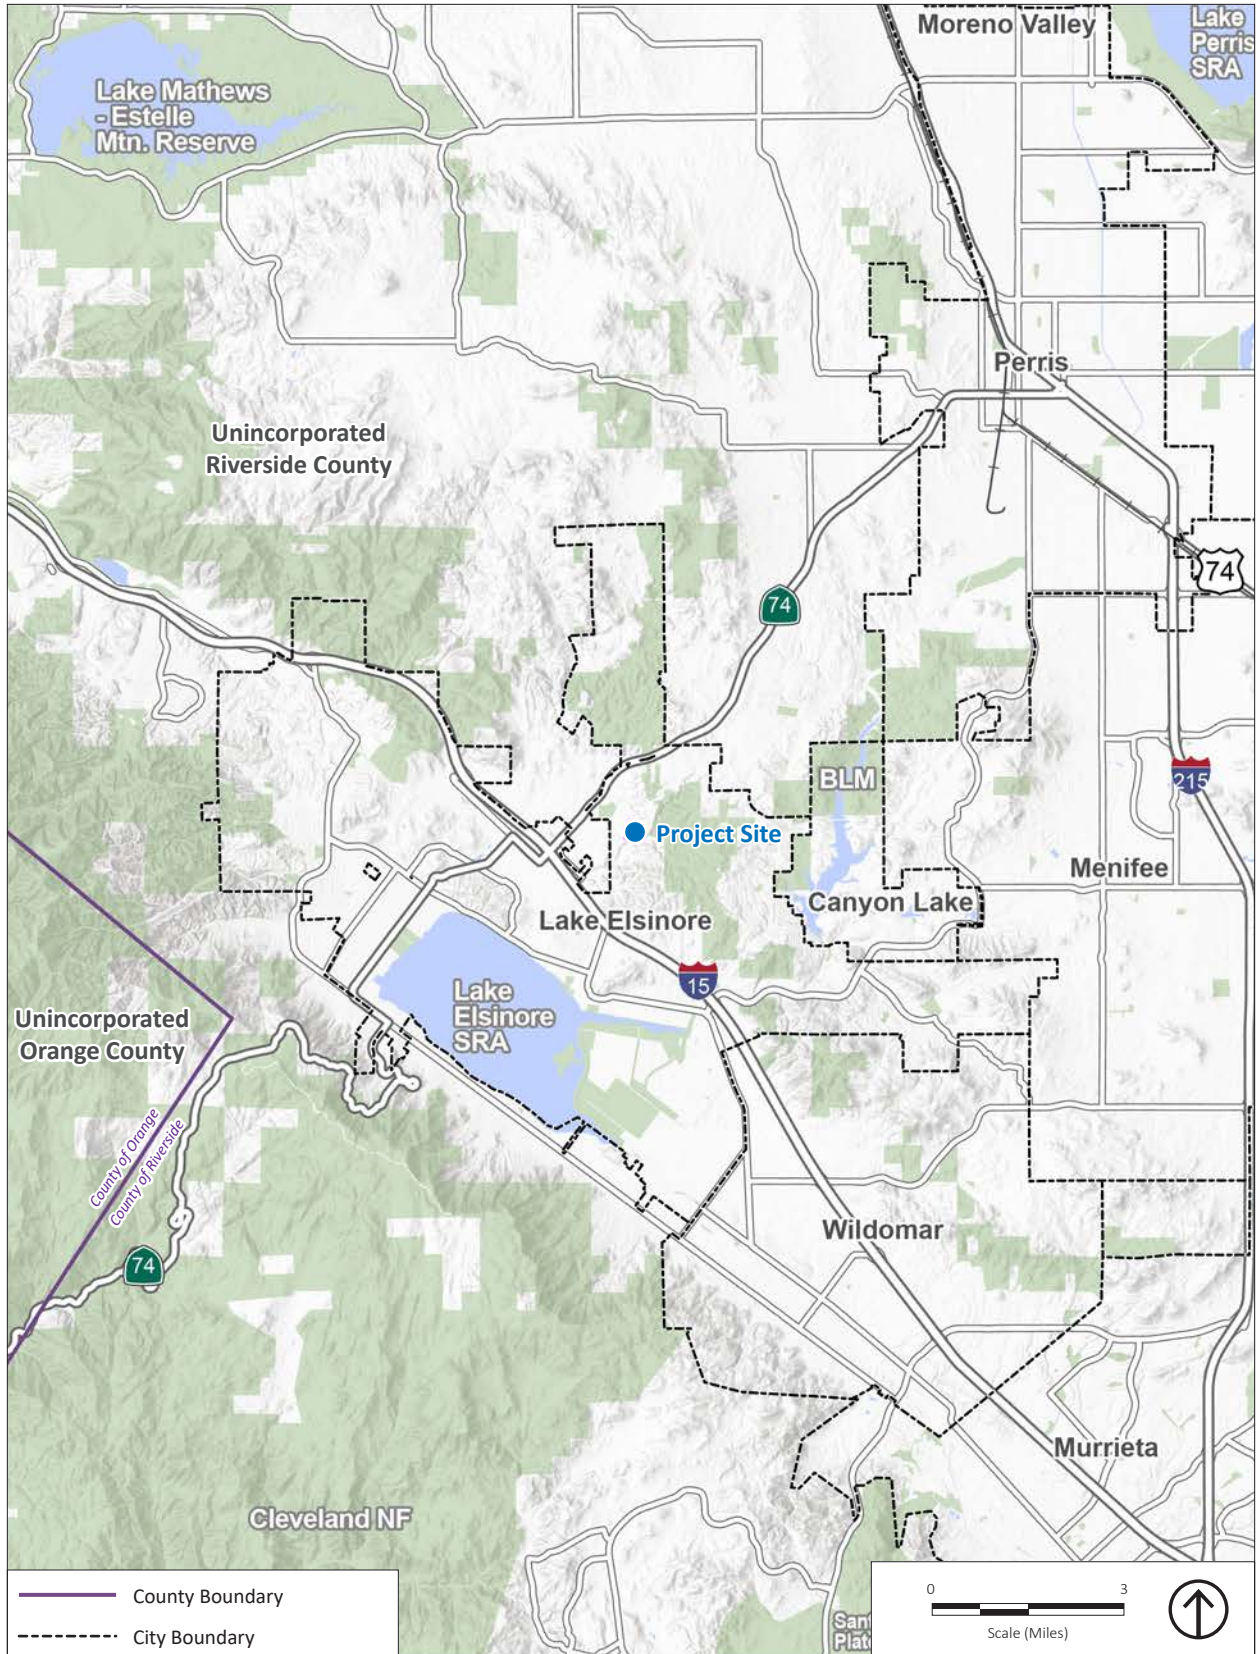 Moreno Valley
Lake
Perris
SRA
Lake Mathews
- Estelle
Mtn. Reserve
Perris
Unincorporated
Riverside County
74
74
215
BLM
Project Site
Menifee
Canyon Lake
Lake Elsinore
15
Lake
Elsinore
SRA
Unincorporated
Orange County
County of Orange
County of Riverside
Wildomar
74
Murrieta
Cleveland NF
County Boundary
City Boundary
0 3
Scale (Miles)